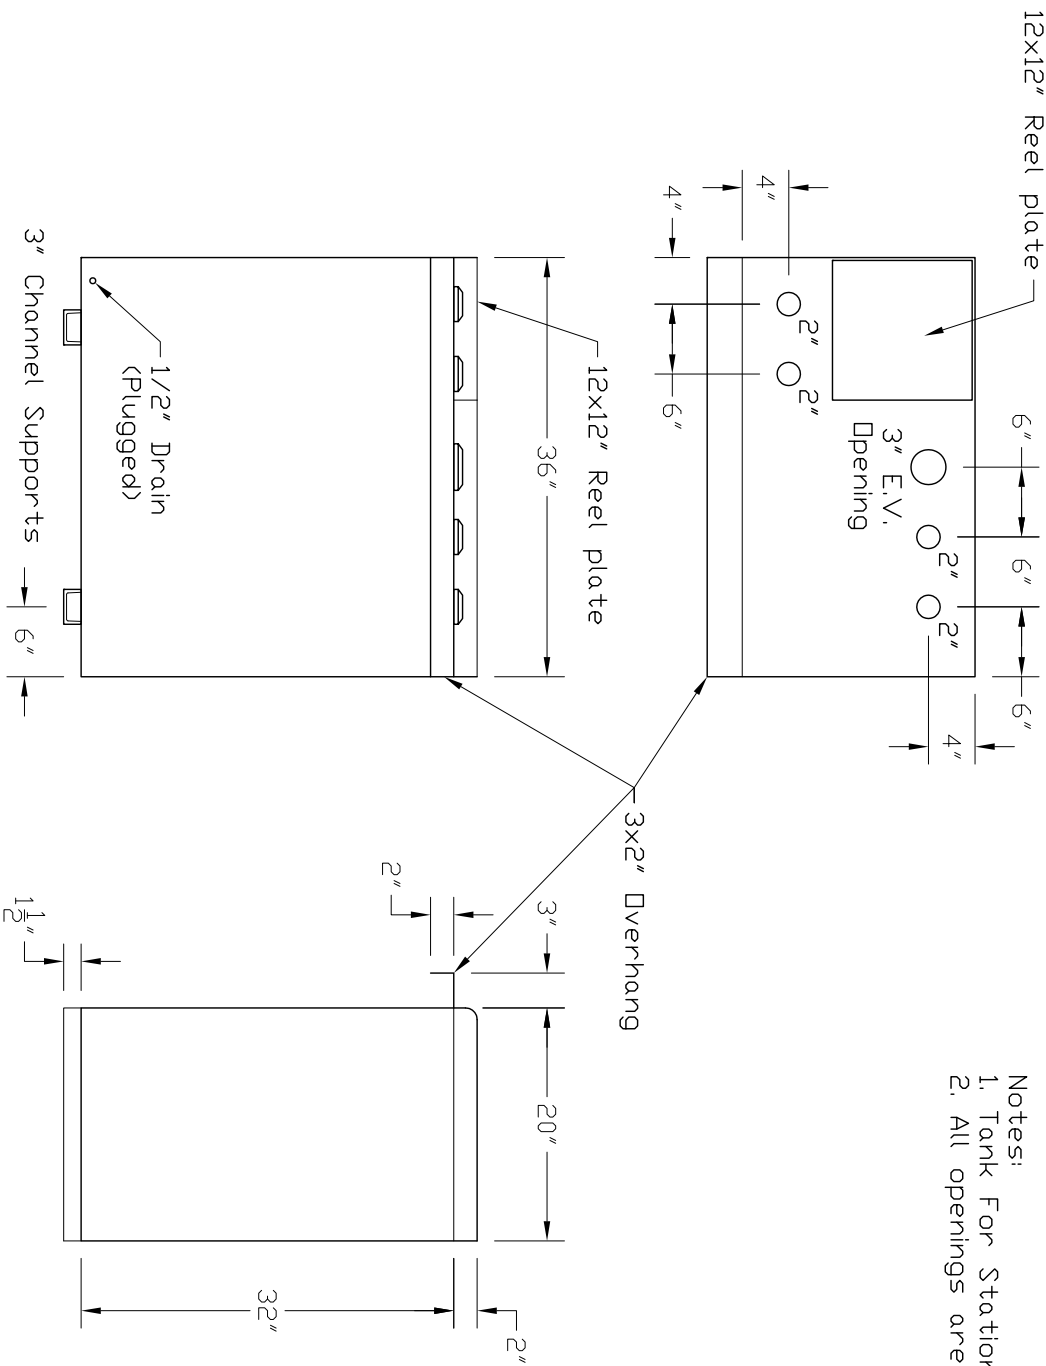 12x12" Reel plate
6"
6"
6"
4"
4"
2"
2"
2"
2"
3" E.V.
Opening
4"
6"
12x12" Reel plate
36"
1/2" Drain
(Plugged)
3" Channel Supports
6"
3x2" Overhang
3"
2"
20"
1 1/2"
32"
2"
Notes:
1. Tank For
2. All openings are